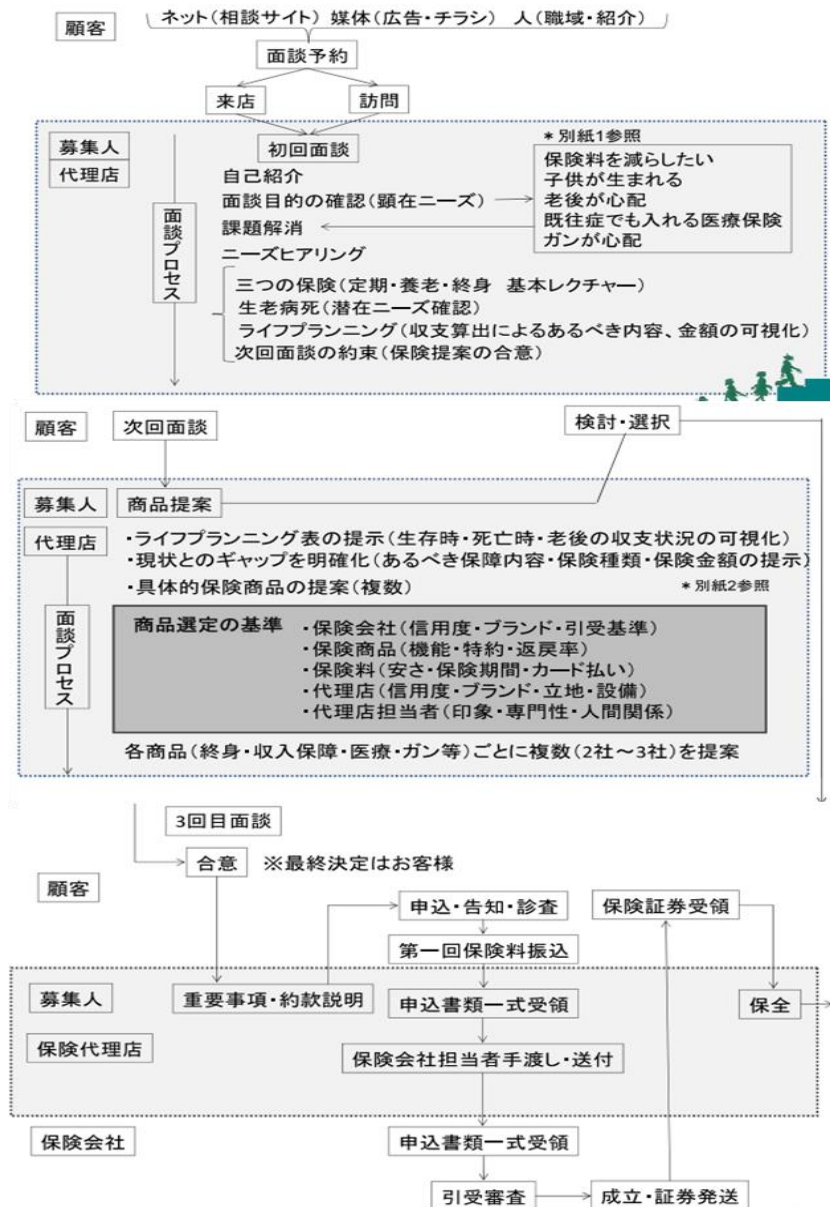 ネット(相談サイト) 媒体(広告・チラシ) 人(職域・紹介)
顧客
面談予約
来店
訪問
募集人
代理店
初回面談
*別紙1参照
自己紹介
面談目的の確認(顕在ニーズ)
課題解消
保険料を減らしたい
子供が生まれる
老後が心配
既往症でも入れる医療保険
ガンが心配
面談プロセス
ニーズヒアリング
三つの保険(定期・養老・終身 基本レクチャー)
生老病死(潜在ニーズ確認)
ライフプランニング(収支算出によるあるべき内容、金額の可視化)
次回面談の約束(保険提案の合意)
顧客
次回面談
検討・選択
募集人
商品提案
代理店
・ライフプランニング表の提示(生存時・死亡時・老後の収支状況の可視化)
・現状とのギャップを明確化(あるべき保障内容・保険種類・保険金額の提示)
・具体的保険商品の提案(複数)
*別紙2参照
面談プロセス
商品選定の基準
・保険会社(信用度・ブランド・引受基準)
・保険商品(機能・特約・返戻率)
・保険料(安さ・保険期間・カード払い)
・代理店(信用度・ブランド・立地・設備)
・代理店担当者(印象・専門性・人間関係)
各商品(終身・収入保障・医療・ガン等)ごとに複数(2社~3社)を提案
3回目面談
合意
※最終決定はお客様
顧客
申込・告知・診査
保険証券受領
第一回保険料振込
募集人
重要事項・約款説明
申込書類一式受領
保全
保険代理店
保険会社担当者手渡し・送付
保険会社
申込書類一式受領
引受審査
成立・証券発送